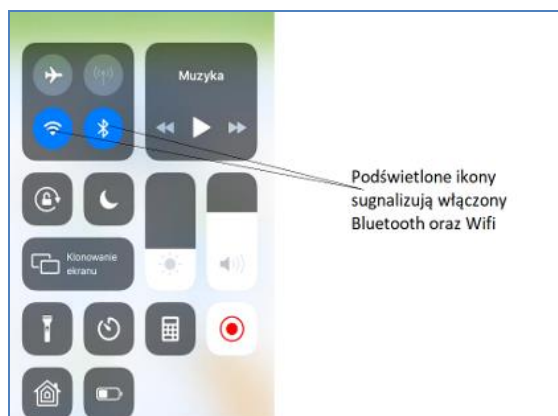 Muzyka
Podświetlone ikony
sugnalizują włączony
Bluetooth oraz Wifi
Klonowanie
ekranu